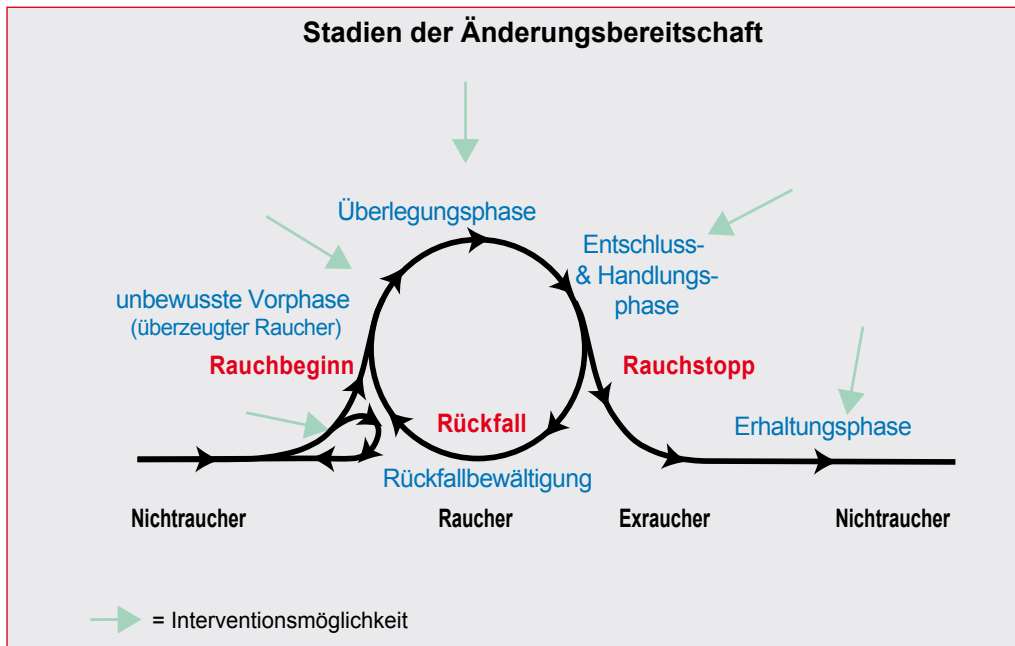 Stadien der Änderungsbereitschaft
Überlegungsphase
Entschluss-
& Handlungs-
phase
unbewusste Vorphase
(überzeugter Raucher)
Rauchbeginn
Rauchstopp
Rückfall
Erhaltungsphase
Rückfallbewältigung
Nichtraucher
Raucher
Exraucher
Nichtraucher
= Interventionsmöglichkeit